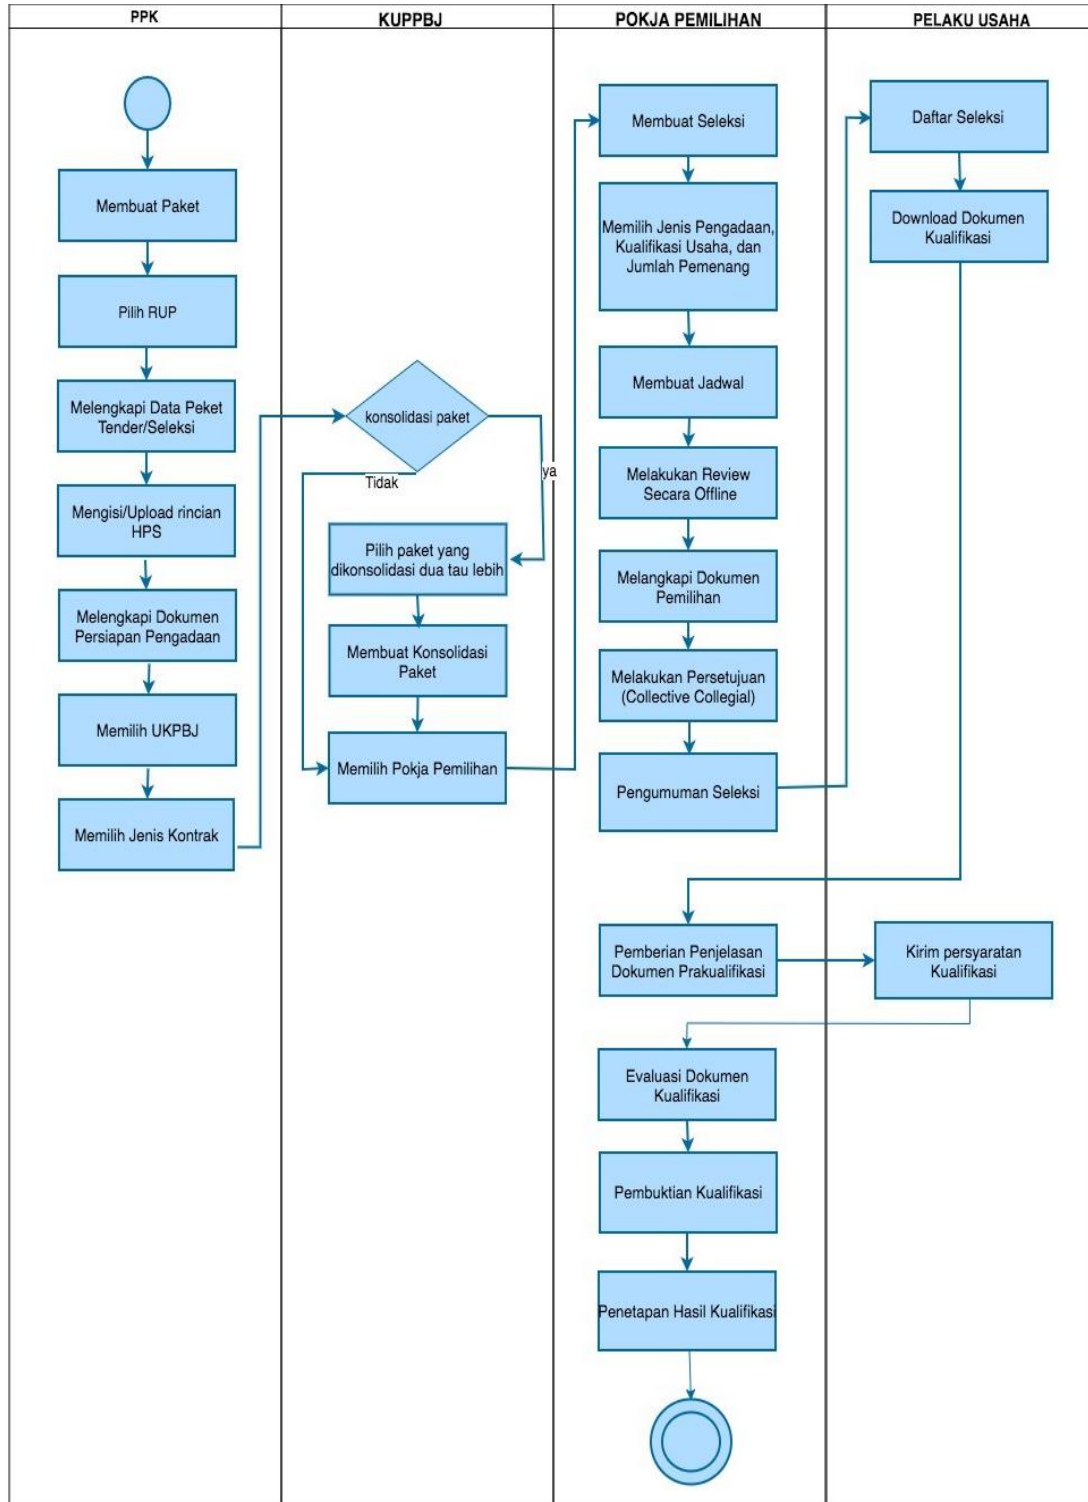 PPK
KUPPBJ
POKJA PEMILIHAN
PELAKU USAHA
Membuat Paket
Pilih RUP
Melengkapi Data Peket
Tender/Seleksi
Mengisi/Upload rincian
HPS
Melengkapi Dokumen
Persiapan Pengadaan
Memilih UKPBJ
Memilih Jenis Kontrak
konsolidasi paket
Tidak
ya
Pilih paket yang
dikonsolidasi dua tau lebih
Membuat Konsolidasi
Paket
Memilih Pokja Pemilihan
Membuat Seleksi
Memilih Jenis Pengadaan,
Kualifikasi Usaha, dan
Jumlah Pemenang
Membuat Jadwal
Melakukan Review
Secara Offline
Melangkapi Dokumen
Pemilihan
Melakukan Persetujuan
(Collective Collegial)
Pengumuman Seleksi
Daftar Seleksi
Download Dokumen
Kualifikasi
Pemberian Penjelasan
Dokumen Prakualifikasi
Kirim persyaratan
Kualifikasi
Evaluasi Dokumen
Kualifikasi
Pembuktian Kualifikasi
Penetapan Hasil Kualifikasi